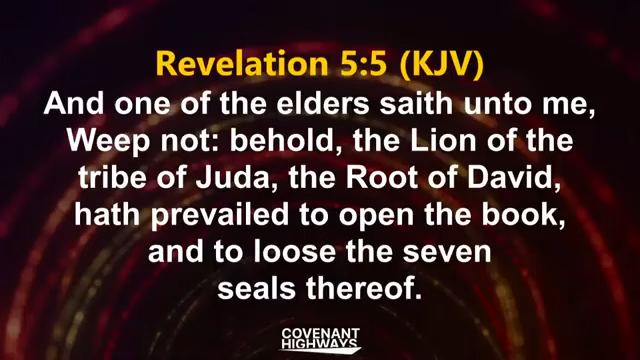 Revelation 5:5 (KJV)
And one of the elders saith unto me,
Weep not: behold, the Lion of the
tribe of Juda, the Root of David,
hath prevailed to open the book,
and to loose the seven
seals thereof.
COVENANT
HIGHWAYS